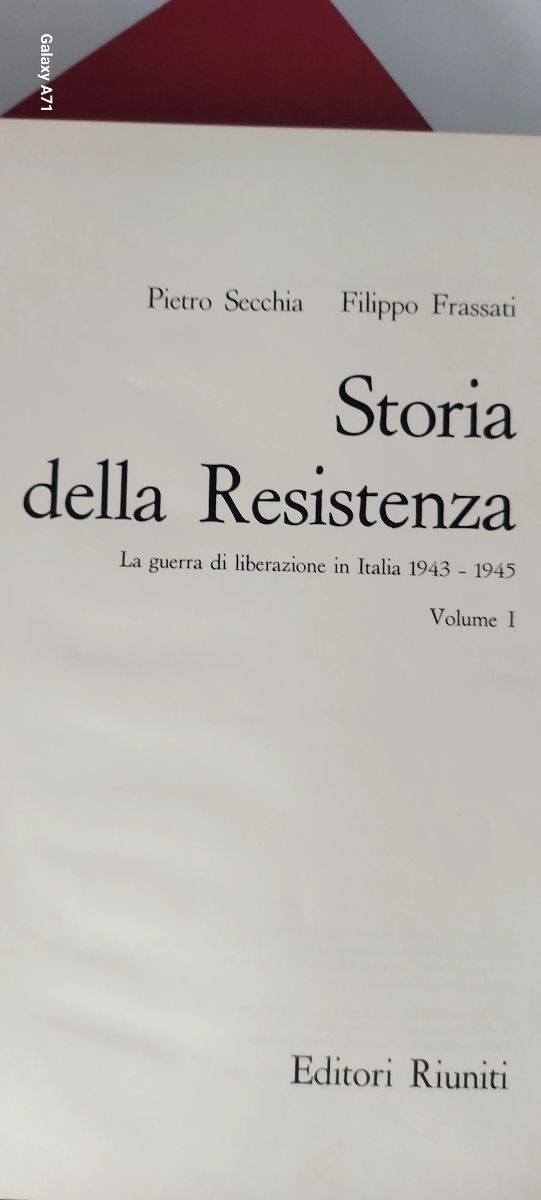 Galaxy A71
Pietro Secchia Filippo Frassati
Storia
della Resistenza
La guerra di liberazione in Italia 1943 - 1945
Volume I
Editori Riuniti